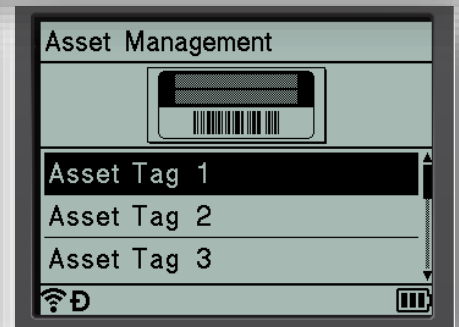 Asset Management
Asset Tag 1
Asset Tag 2
Asset Tag 3
Đ